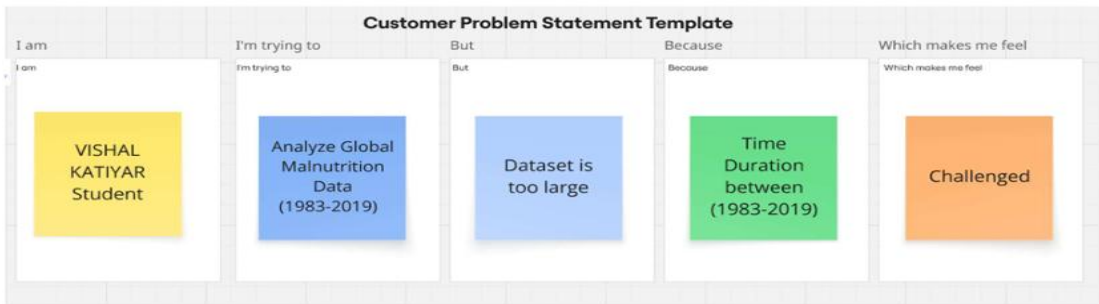 Customer Problem Statement Template
I am
I'm trying to
But
Because
Which makes me feel
I am
I'm trying to
But
Because
Which makes me feel
VISHAL
KATIYAR
Student
Analyze Global
Malnutrition
Data
(1983-2019)
Dataset is
too large
Time
Duration
between
(1983-2019)
Challenged